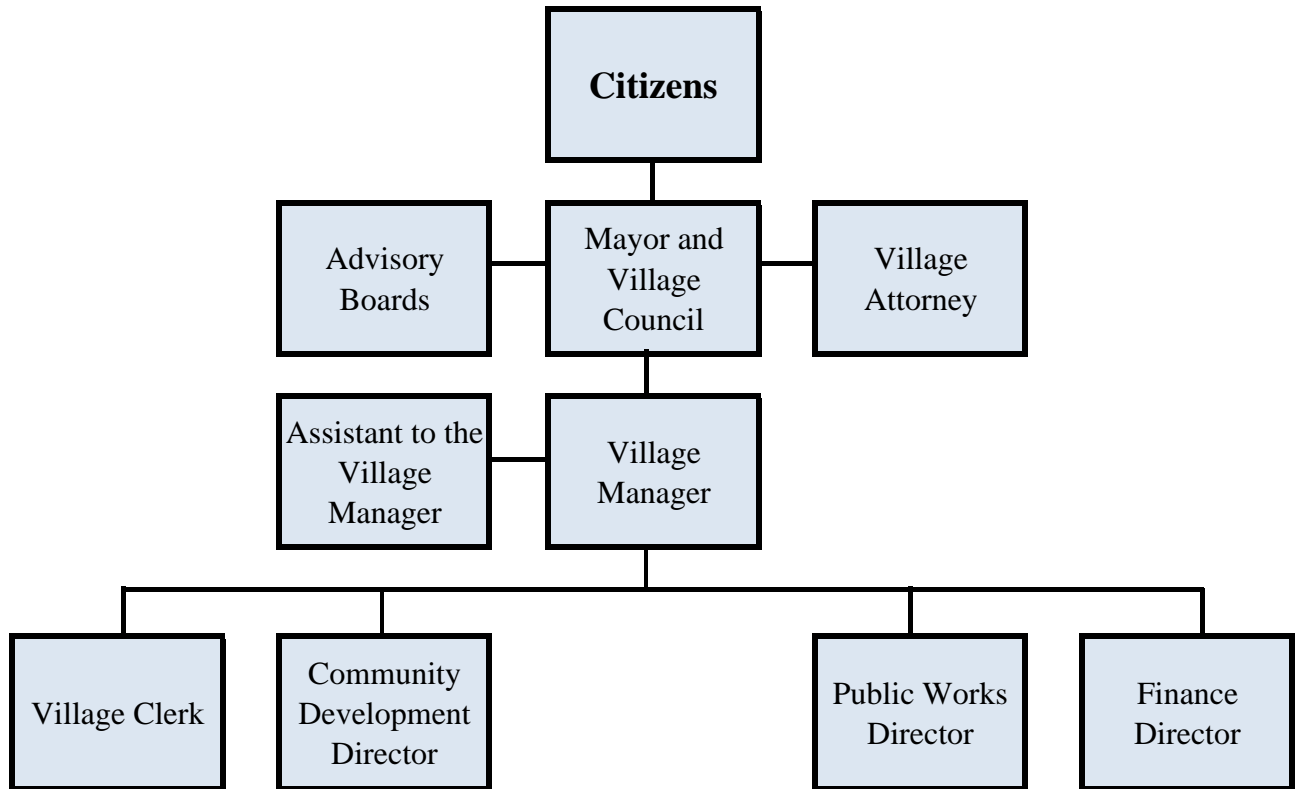 Citizens
Advisory
Boards
Mayor and
Village
Council
Village
Attorney
Assistant to the
Village
Manager
Village
Manager
Village Clerk
Community
Development
Director
Public Works
Director
Finance
Director